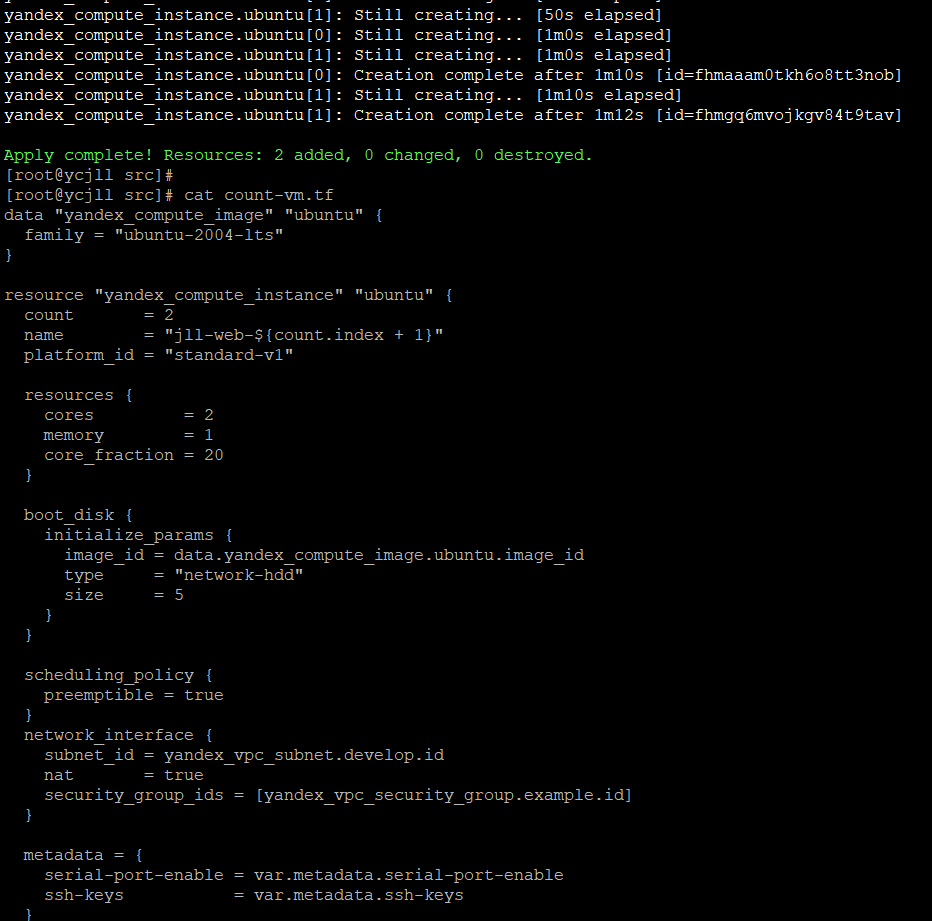 yandex_compute_instance.ubuntu[1]: Still creating... [50s elapsed]
yandex_compute_instance.ubuntu[0]: Still creating... [1m0s elapsed]
yandex_compute_instance.ubuntu[1]: Still creating... [1m0s elapsed]
yandex_compute_instance.ubuntu[0]: Creation complete after 1m10s [id=fhmaaam0tkh6o8tt3nob]
yandex_compute_instance.ubuntu[1]: Still creating... [1m10s elapsed]
yandex_compute_instance.ubuntu[1]: Creation complete after 1m12s [id=fhmgq6mvojkgv84t9tav]

Apply complete! Resources: 2 added, 0 changed, 0 destroyed.
[root@ycjll src]#
[root@ycjll src]# cat count-vm.tf
data "yandex_compute_image" "ubuntu" {
  family = "ubuntu-2004-lts"
}

resource "yandex_compute_instance" "ubuntu" {
  count       = 2
  name        = "jll-web-${count.index + 1}"
  platform_id = "standard-v1"

  resources {
    cores         = 2
    memory        = 1
    core_fraction = 20
  }

  boot_disk {
    initialize_params {
      image_id = data.yandex_compute_image.ubuntu.image_id
      type     = "network-hdd"
      size     = 5
    }
  }

  scheduling_policy {
    preemptible = true
  }
  network_interface {
    subnet_id = yandex_vpc_subnet.develop.id
    nat       = true
    security_group_ids = [yandex_vpc_security_group.example.id]
  }

  metadata = {
    serial-port-enable = var.metadata.serial-port-enable
    ssh-keys           = var.metadata.ssh-keys
  }